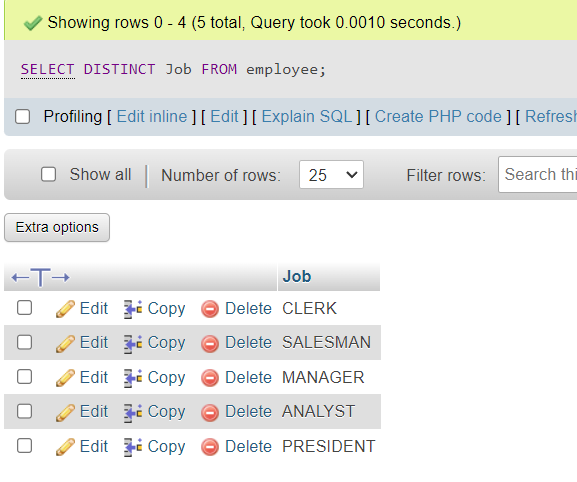 Showing rows 0 - 4 (5 total, Query took 0.0010 seconds.)
SELECT DISTINCT Job FROM employee;
Profiling [ Edit inline ] [ Edit ] [ Explain SQL ] [ Create PHP code ] [ Refresh
Show all Number of rows: 25 Filter rows: Search thi
Extra options
←T→ Job
Edit Copy Delete CLERK
Edit Copy Delete SALESMAN
Edit Copy Delete MANAGER
Edit Copy Delete ANALYST
Edit Copy Delete PRESIDENT